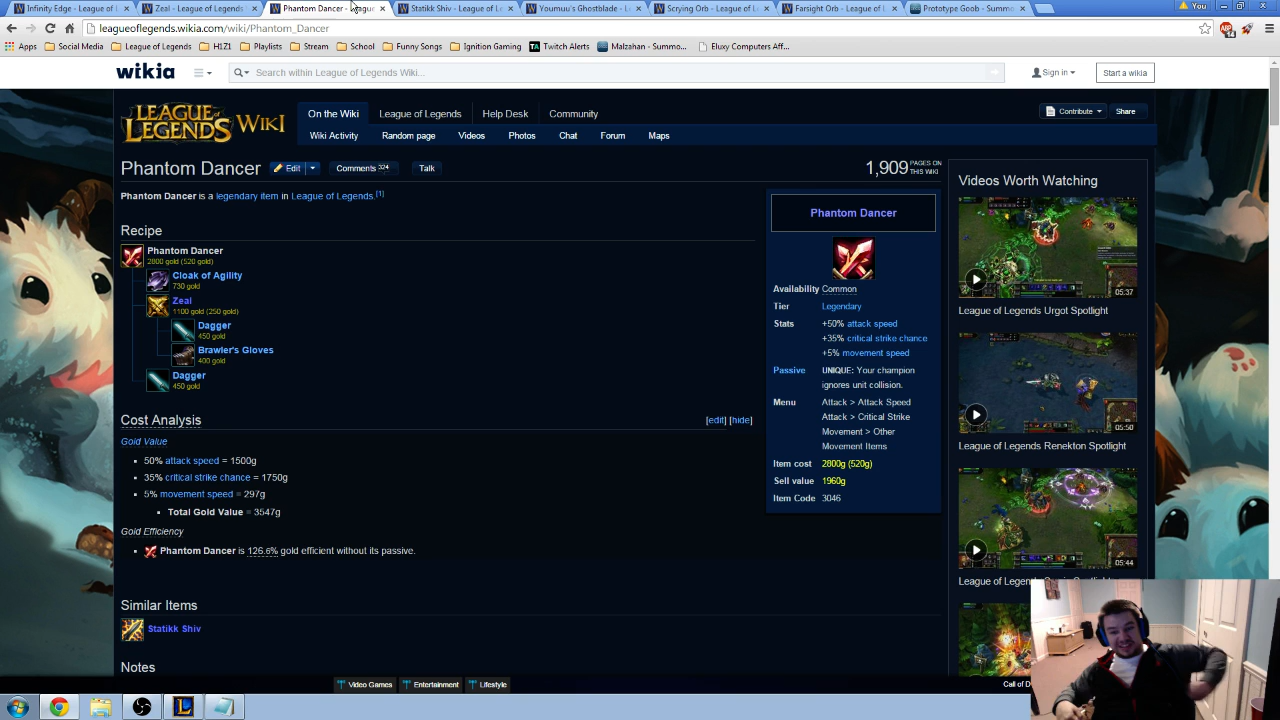 Infinity Edge - League of L
Zeal - League of Legends
Phantom Dancer - League
Statikk Shiv - League of Le
Youmuu's Ghostblade - Le
Scrying Orb - League of L
Farsight Orb - League of L
Prototype Goob - Summo
You
leagueoflegends.wikia.com/wiki/Phantom_Dancer
Apps Social Media League of Legends H1Z1 Playlists Stream School Funny Songs Ignition Gaming Twitch Alerts Malzahan - Summo... Eluxy Computers Aff...
wikia Search within League of Legends Wiki... Sign in Start a wikia
LEAGUE OF LEGENDS WIKI
On the Wiki League of Legends Help Desk Community Contribute Share
Wiki Activity Random page Videos Photos Chat Forum Maps
Phantom Dancer Edit Comments 324 Talk 1,909 PAGES ON THIS WIKI
Phantom Dancer is a legendary item in League of Legends.[1]
Recipe
Phantom Dancer
2800 gold (520 gold)
Cloak of Agility
730 gold
Zeal
1100 gold (250 gold)
Dagger
450 gold
Brawler's Gloves
400 gold
Dagger
450 gold
Cost Analysis [edit] [hide]
Gold Value
50% attack speed = 1500g
35% critical strike chance = 1750g
5% movement speed = 297g
Total Gold Value = 3547g
Gold Efficiency
Phantom Dancer is 126.6% gold efficient without its passive.
Similar Items
Statikk Shiv
Notes
Phantom Dancer
Availability Common
Tier Legendary
Stats +50% attack speed
+35% critical strike chance
+5% movement speed
Passive UNIQUE: Your champion
ignores unit collision.
Menu Attack > Attack Speed
Attack > Critical Strike
Movement > Other
Movement Items
Item cost 2800g (520g)
Sell value 1960g
Item Code 3046
Videos Worth Watching
05:37
League of Legends Urgot Spotlight
05:50
League of Legends Renekton Spotlight
05:44
League of Legen
Video Games Entertainment Lifestyle
Call of D